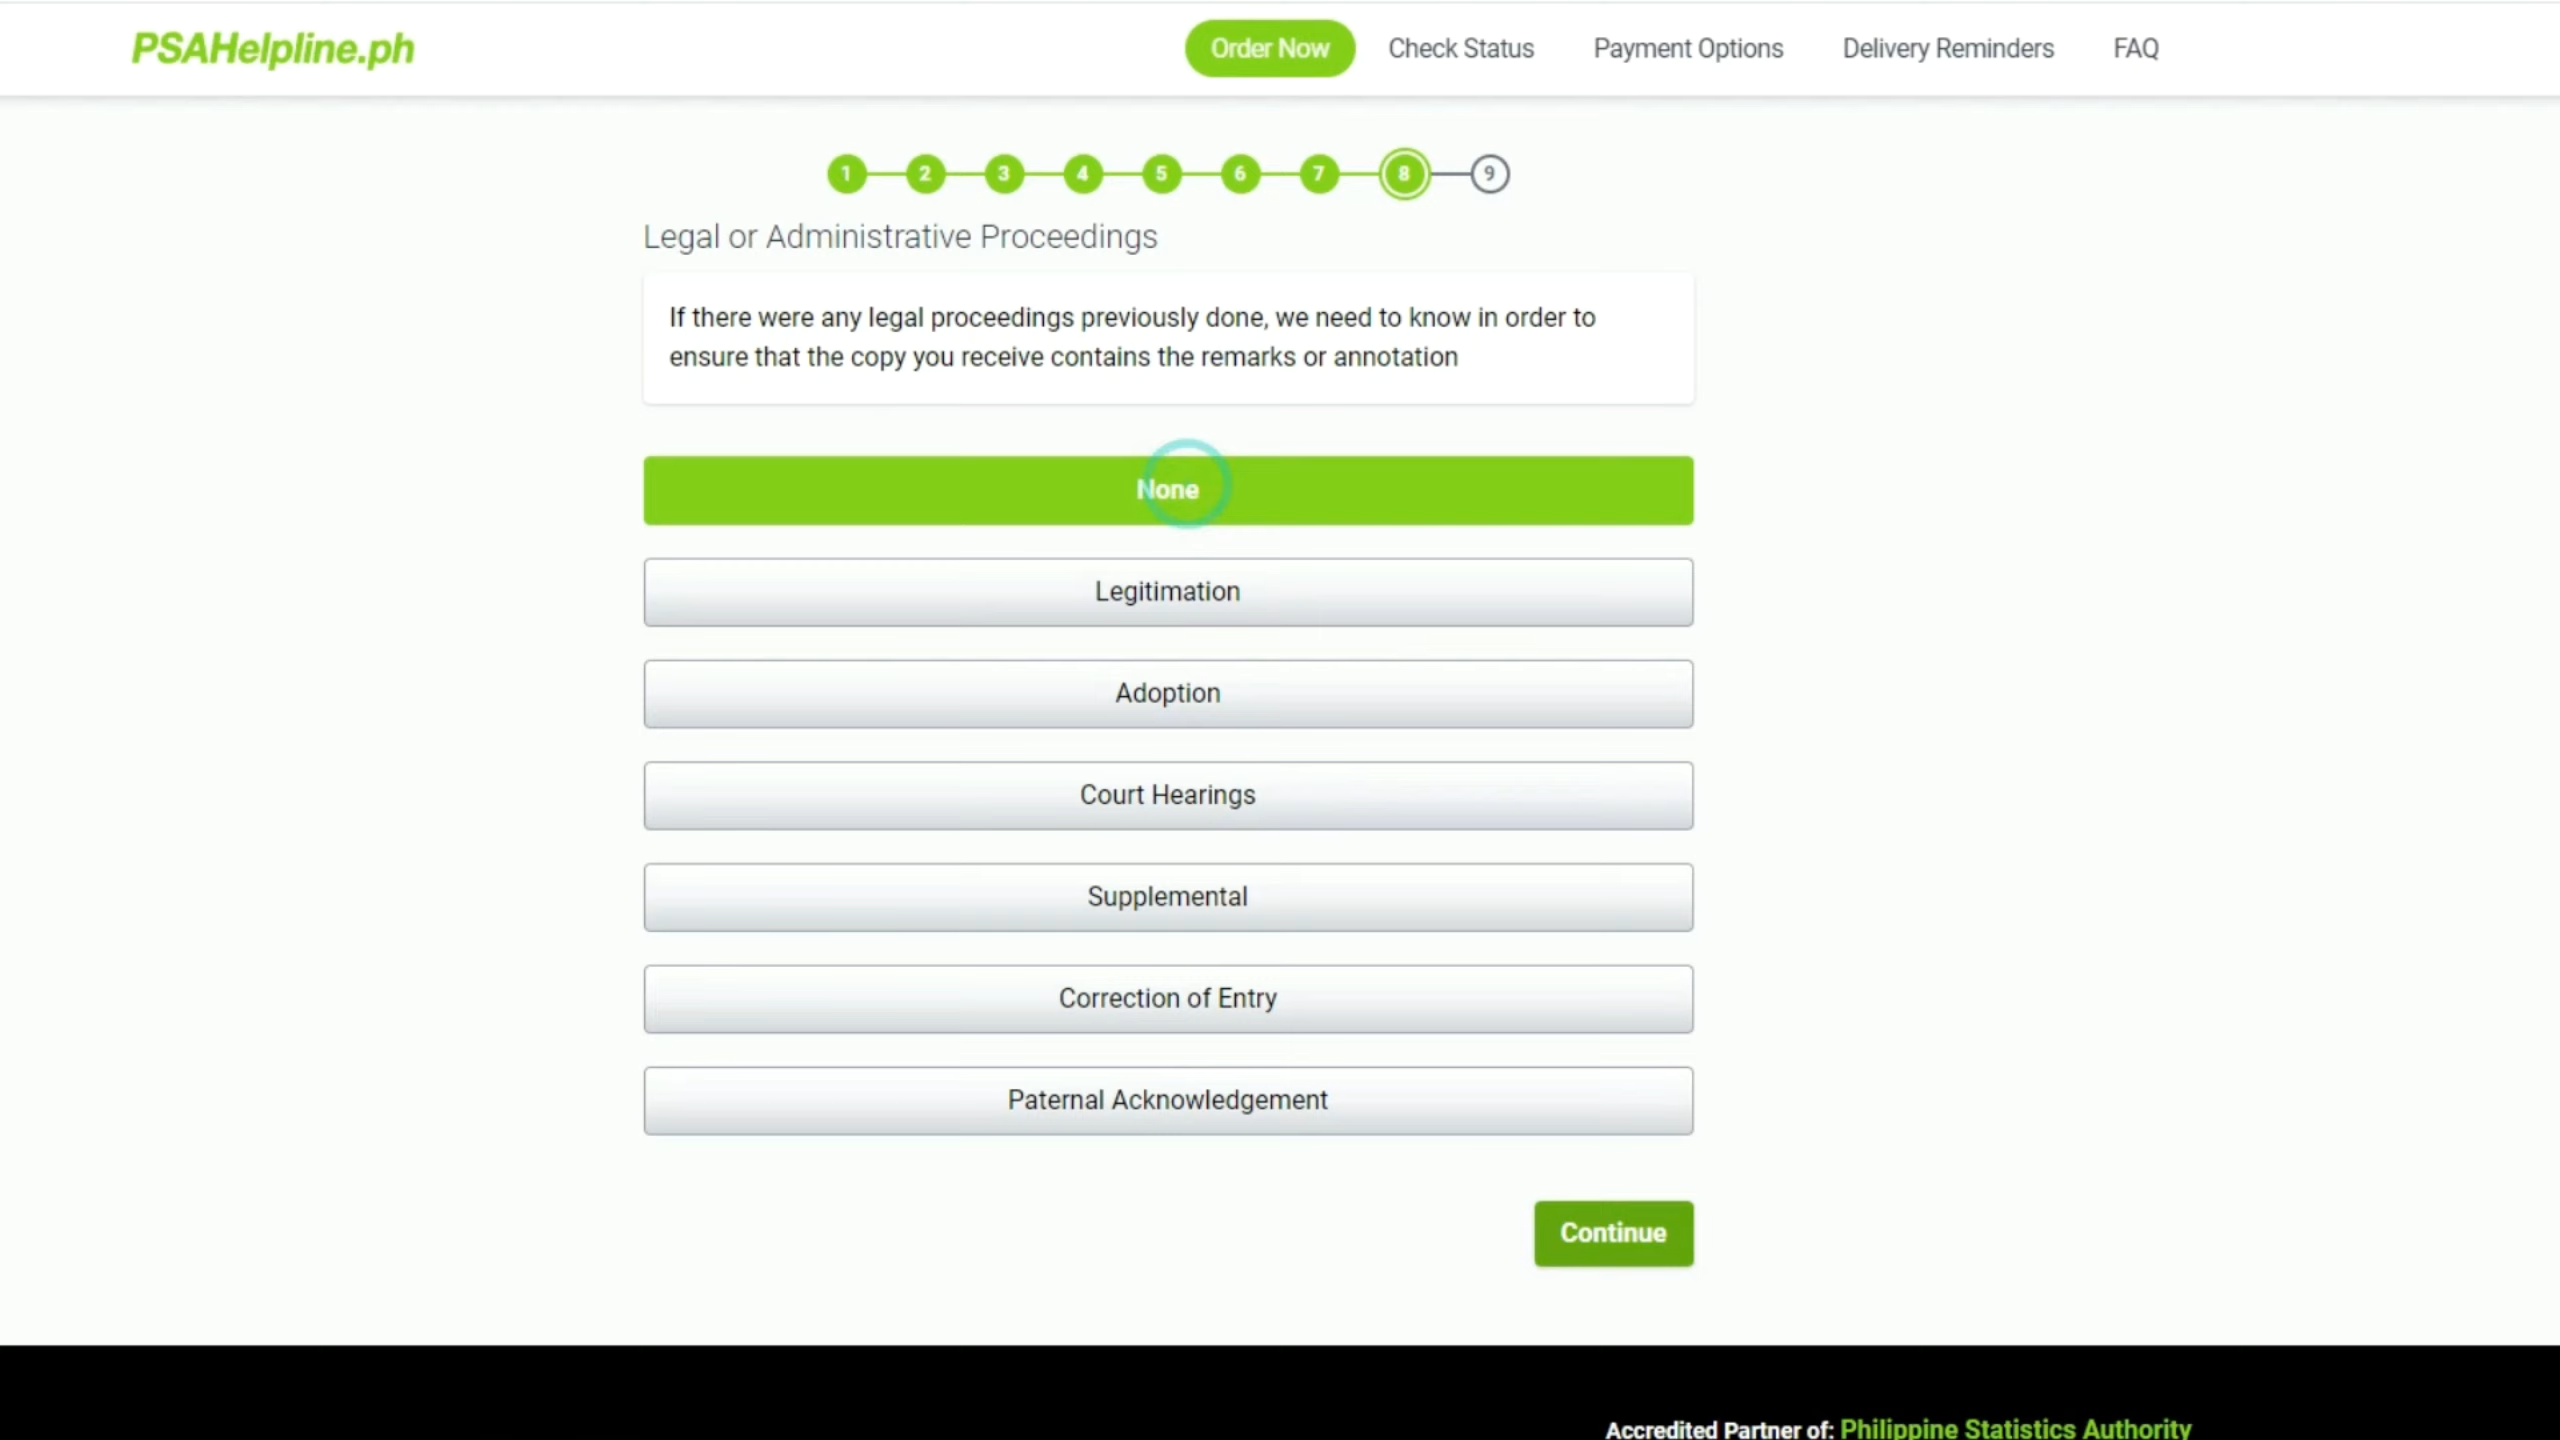 PSAHelpline.ph
Order Now
Check Status
Payment Options
Delivery Reminders
FAQ
1 2 3 4 5 6 7 8 9
Legal or Administrative Proceedings
If there were any legal proceedings previously done, we need to know in order to
ensure that the copy you receive contains the remarks or annotation
None
Legitimation
Adoption
Court Hearings
Supplemental
Correction of Entry
Paternal Acknowledgement
Continue
Accredited Partner of: Philippine Statistics Authority